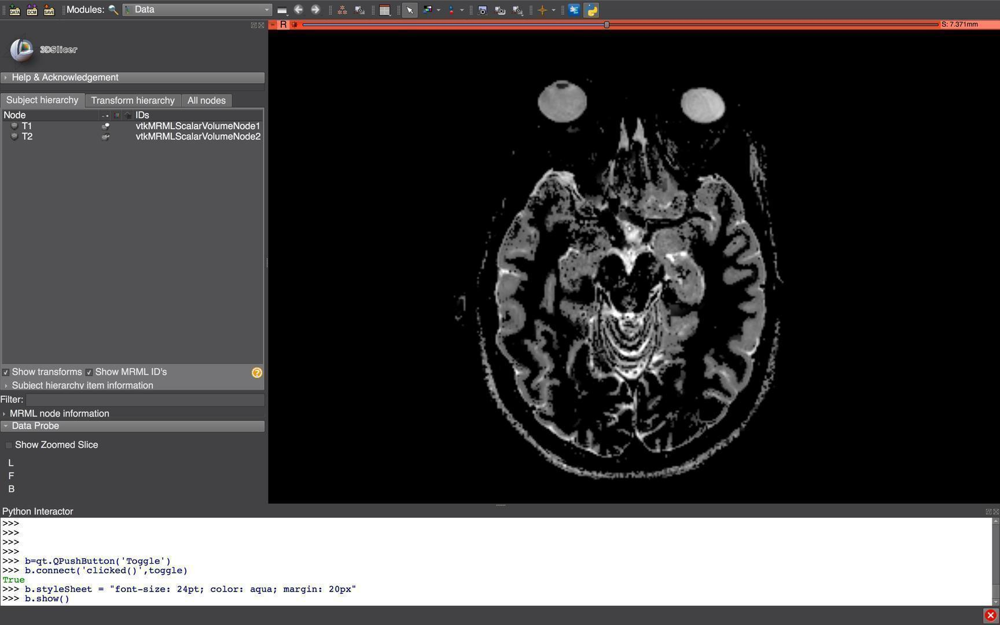 DATA DCM SAVE Modules: Data
R S: 7.371mm
3DSlicer
Help & Acknowledgement
Subject hierarchy Transform hierarchy All nodes
Node IDs
T1 vtkMRMLScalarVolumeNode1
T2 vtkMRMLScalarVolumeNode2
Show transforms Show MRML ID's
Subject hierarchy item information
Filter:
MRML node information
Data Probe
Show Zoomed Slice
L
F
B
Python Interactor
>>>
>>>
>>>
>>>
>>> b=qt.QPushButton('Toggle')
>>> b.connect('clicked()',toggle)
True
>>> b.styleSheet = "font-size: 24pt; color: aqua; margin: 20px"
>>> b.show()